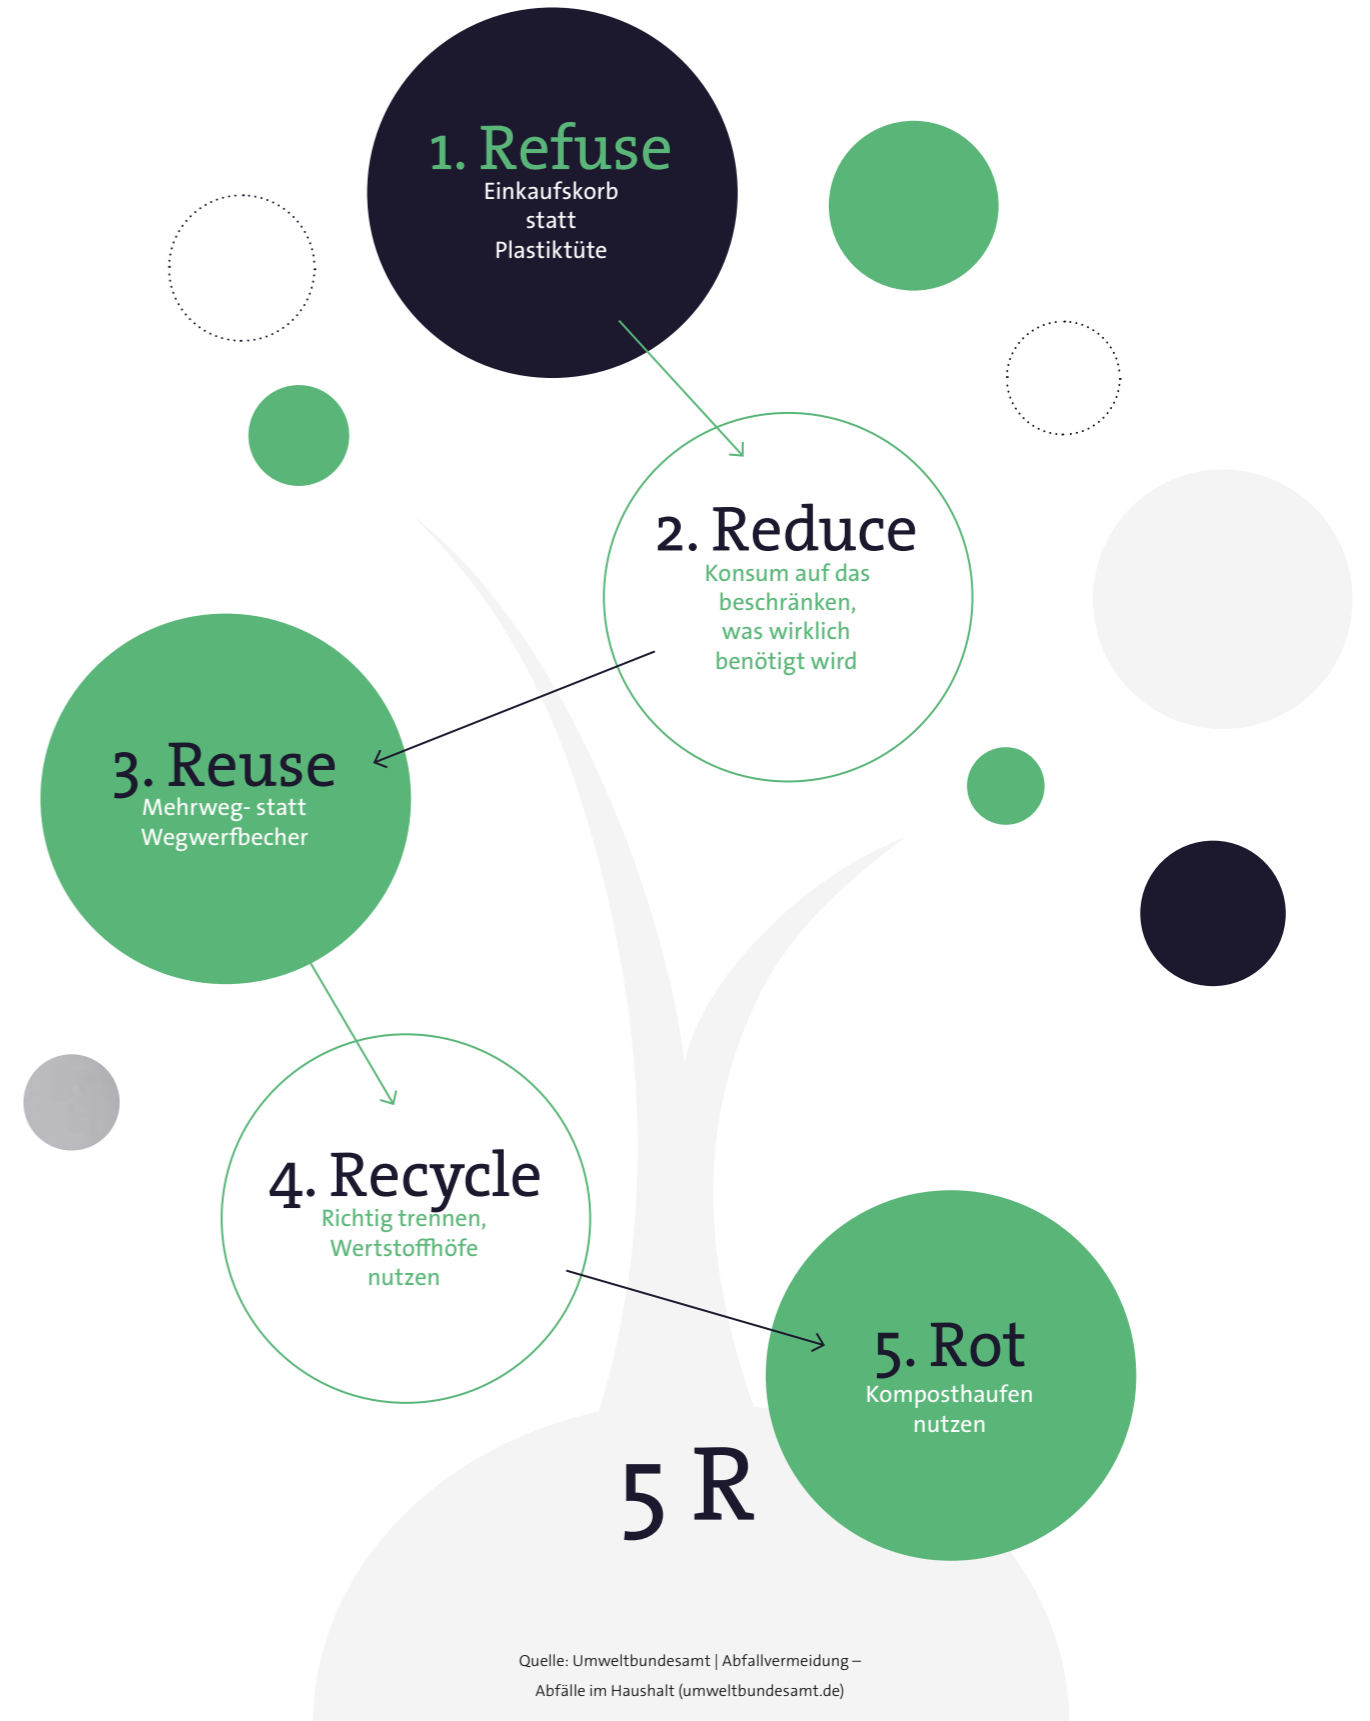 1. Refuse
Einkaufskorb
statt
Plastiktüte
2. Reduce
Konsum auf das
beschränken,
was wirklich
benötigt wird
3. Reuse
Mehrweg- statt
Wegwerfbecher
4. Recycle
Richtig trennen,
Wertstoffhöfe
nutzen
5. Rot
Komposthaufen
nutzen
5 R
Quelle: Umweltbundesamt | Abfallvermeidung –
Abfälle im Haushalt (umweltbundesamt.de)